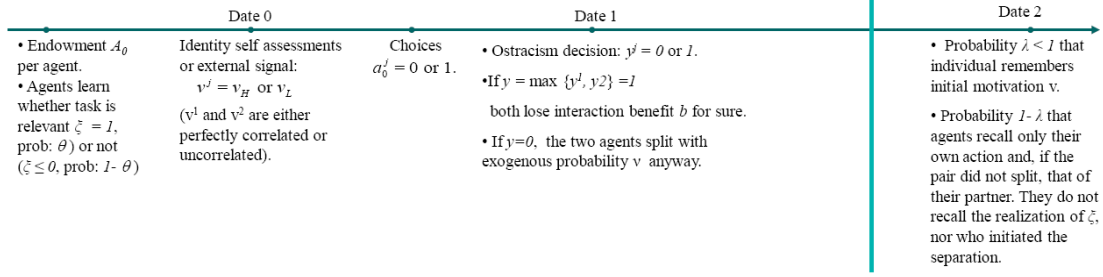 Date 0
Date 1
Date 2
• Endowment A₀
per agent.
• Agents learn
whether task is
relevant ξ = 1,
prob: θ) or not
(ξ ≤ 0, prob: 1- θ)
Identity self assessments
or external signal:
νʲ = ν_H or ν_L
(v¹ and v² are either
perfectly correlated or
uncorrelated).
Choices
a₀ʲ = 0 or 1.
• Ostracism decision: yʲ = 0 or 1.
•If y = max {y¹, y2} =1
both lose interaction benefit b for sure.
• If y=0, the two agents split with
exogenous probability ν anyway.
• Probability λ < 1 that
individual remembers
initial motivation v.
• Probability 1- λ that
agents recall only their
own action and, if the
pair did not split, that of
their partner. They do not
recall the realization of ξ,
nor who initiated the
separation.